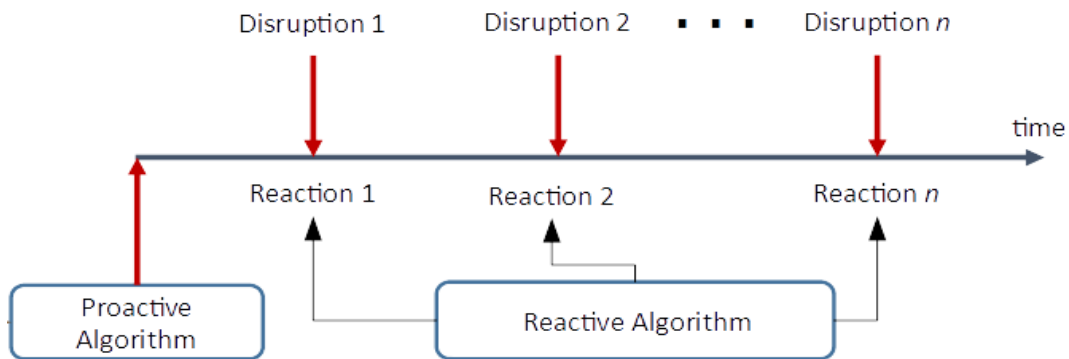 Disruption 1
Disruption 2
. . .
Disruption n
time
Reaction 1
Reaction 2
Reaction n
Proactive
Algorithm
Reactive Algorithm